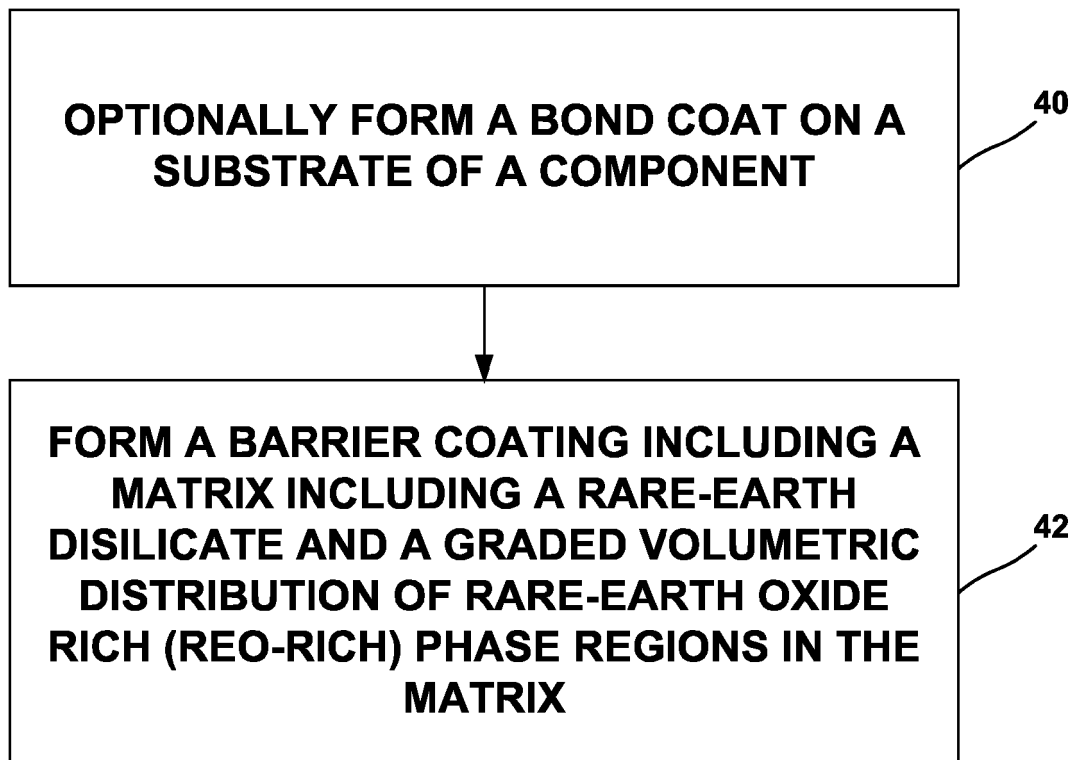 OPTIONALLY FORM A BOND COAT ON A
SUBSTRATE OF A COMPONENT
40
FORM A BARRIER COATING INCLUDING A
MATRIX INCLUDING A RARE-EARTH
DISILICATE AND A GRADED VOLUMETRIC
DISTRIBUTION OF RARE-EARTH OXIDE
RICH (REO-RICH) PHASE REGIONS IN THE
MATRIX
42